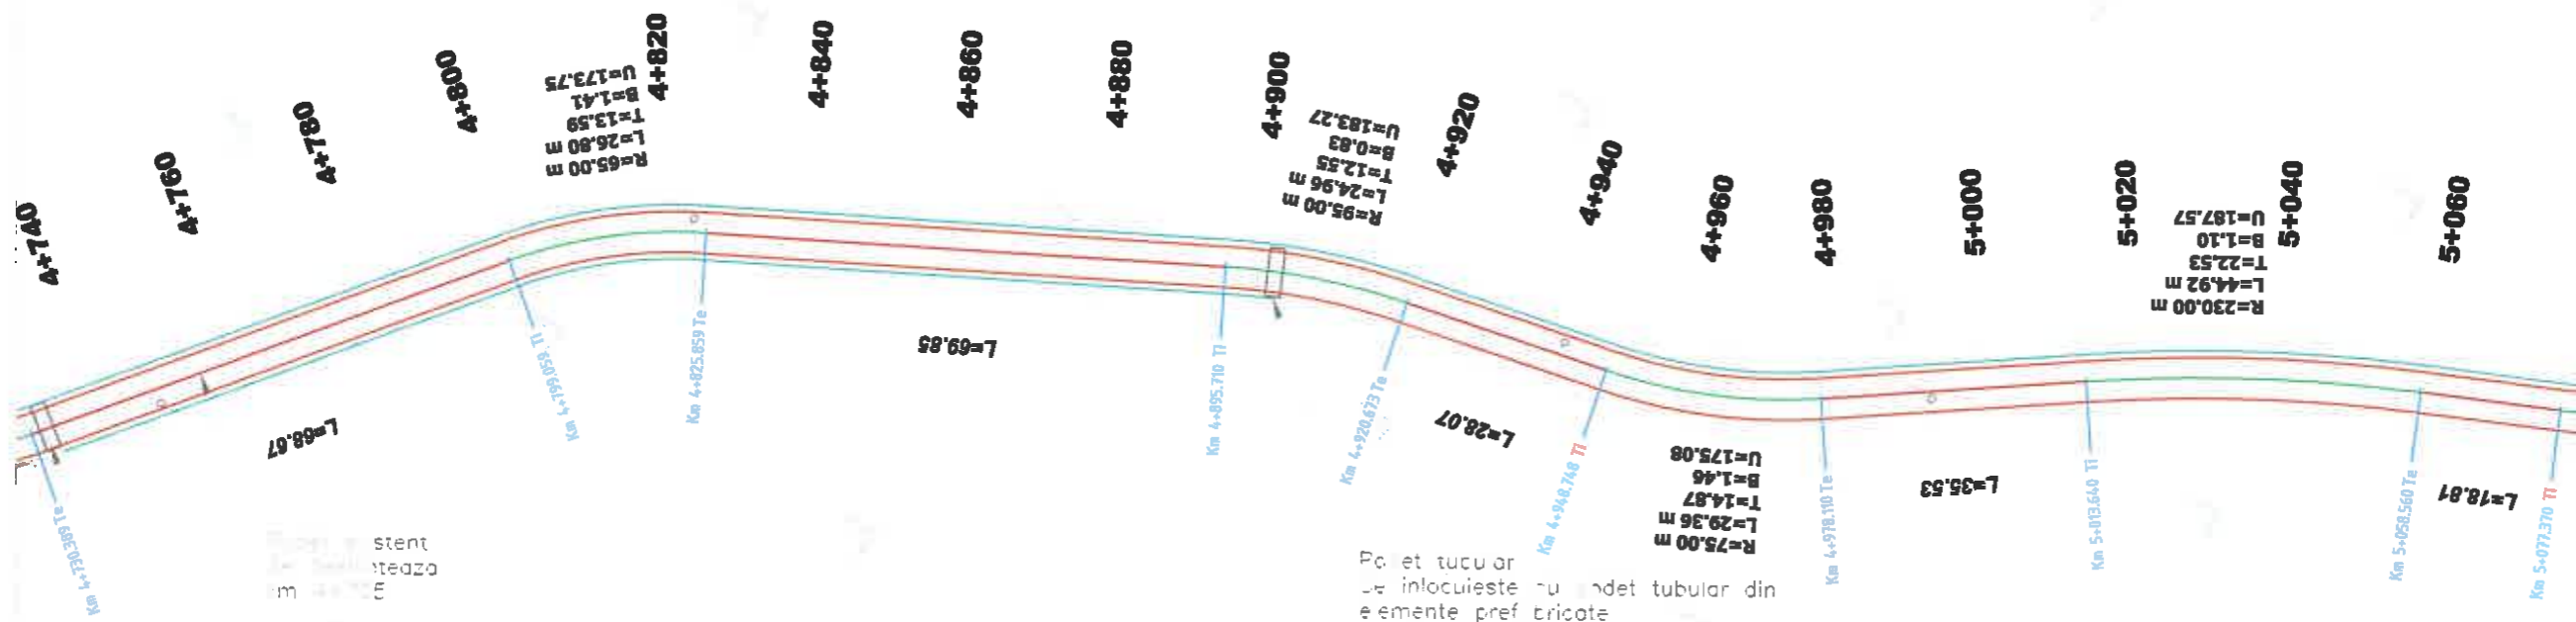 4+740
4+760
4+780
4+800
4+820
4+840
4+860
4+880
4+900
4+920
4+940
4+960
4+980
5+000
5+020
5+040
5+060
R=65.00 m
L=26.80 m
T=13.59
B=1.41
U=173.75
R=95.00 m
L=24.96 m
T=12.55
B=0.83
U=183.27
R=230.00 m
L=44.92 m
T=22.53
B=1.10
U=187.57
Km 4+730.389 Te
L=68.67
Km 4+799.059 Ti
Km 4+825.859 Te
L=69.85
Km 4+895.710 Ti
Km 4+920.673 Te
L=28.07
Km 4+948.748 Ti
R=75.00 m
L=29.36 m
T=14.87
B=1.46
U=175.08
Km 4+978.110 Te
L=35.53
Km 5+013.640 Ti
Km 5+058.560 Te
L=18.81
Km 5+077.370 Ti
inlocuieste tubular din